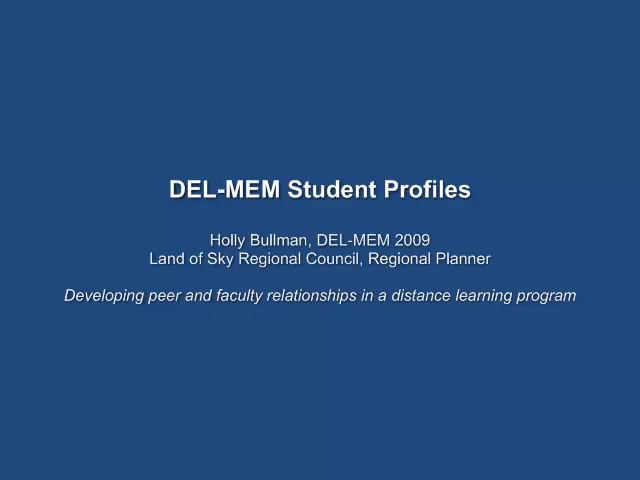 DEL-MEM Student Profiles
Holly Bullman, DEL-MEM 2009
Land of Sky Regional Council, Regional Planner
Developing peer and faculty relationships in a distance learning program